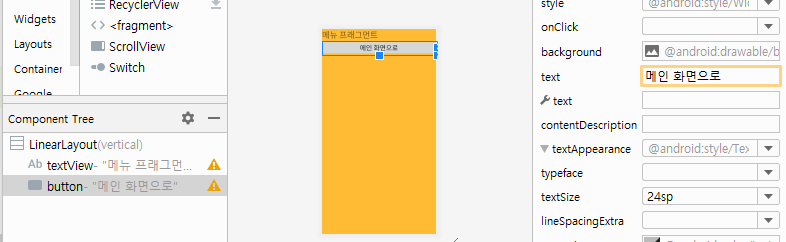 Widgets
Layouts
Container
Google
RecyclerView
<> <fragment>
ScrollView
Switch
Component Tree
LinearLayout(vertical)
Ab textView- "메뉴 프래그먼...
button- "메인 화면으로"
메뉴 프래그먼트
메인 화면으로
style @android:style/Wid
onClick
background @android:drawable/b
text 메인 화면으로
text
contentDescription
textAppearance @android:style/Tex
typeface
textSize 24sp
lineSpacingExtra